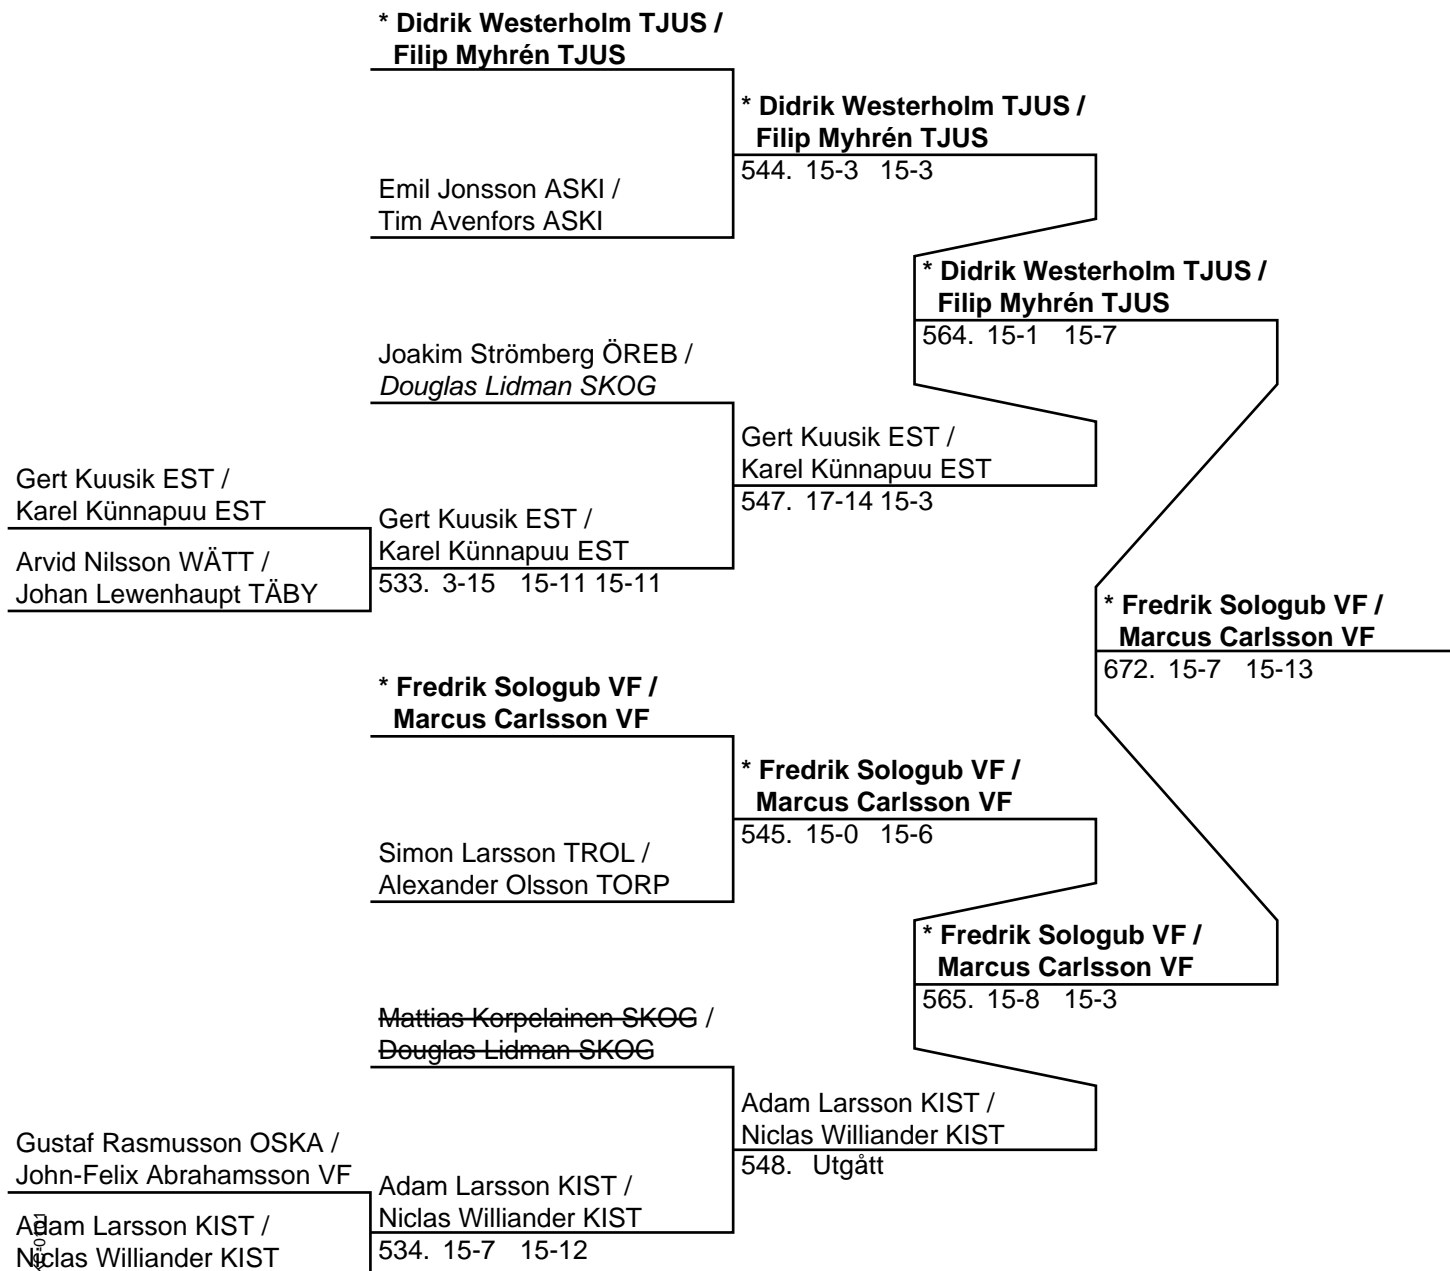 * Didrik Westerholm TJUS /
Filip Myhrén TJUS
* Didrik Westerholm TJUS /
Filip Myhrén TJUS
544. 15-3 15-3
Emil Jonsson ASKI /
Tim Avenfors ASKI
* Didrik Westerholm TJUS /
Filip Myhrén TJUS
564. 15-1 15-7
Joakim Strömberg ÖREB /
Douglas Lidman SKOG
Gert Kuusik EST /
Karel Künnapuu EST
547. 17-14 15-3
Gert Kuusik EST /
Karel Künnapuu EST
Gert Kuusik EST /
Karel Künnapuu EST
533. 3-15 15-11 15-11
Arvid Nilsson WÄTT /
Johan Lewenhaupt TÄBY
* Fredrik Sologub VF /
Marcus Carlsson VF
672. 15-7 15-13
* Fredrik Sologub VF /
Marcus Carlsson VF
* Fredrik Sologub VF /
Marcus Carlsson VF
545. 15-0 15-6
Simon Larsson TROL /
Alexander Olsson TORP
* Fredrik Sologub VF /
Marcus Carlsson VF
565. 15-8 15-3
Mattias Korpelainen SKOG /
Douglas Lidman SKOG
Adam Larsson KIST /
Niclas Williander KIST
548. Utgått
Gustaf Rasmusson OSKA /
John-Felix Abrahamsson VF
Adam Larsson KIST /
Niclas Williander KIST
534. 15-7 15-12
Adam Larsson KIST /
Niclas Williander KIST